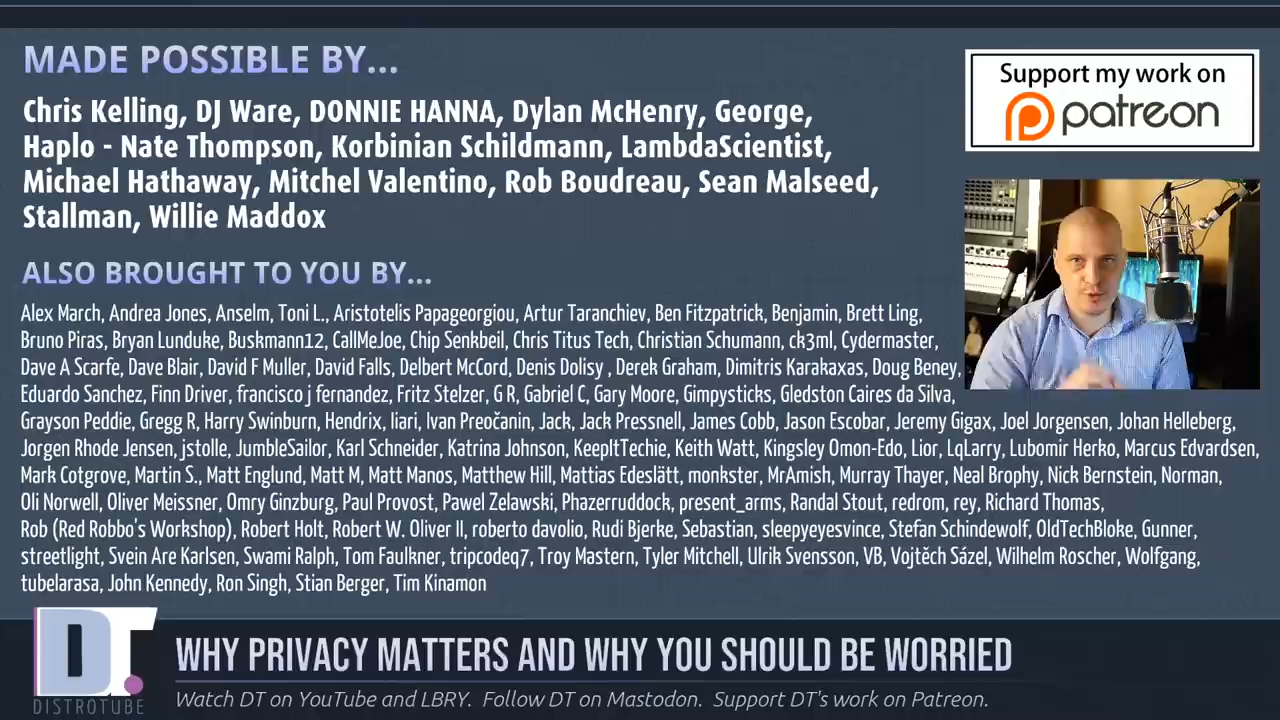 MADE POSSIBLE BY...
Chris Kelling, DJ Ware, DONNIE HANNA, Dylan McHenry, George,
Haplo - Nate Thompson, Korbinian Schildmann, LambdaScientist,
Michael Hathaway, Mitchel Valentino, Rob Boudreau, Sean Malseed,
Stallman, Willie Maddox
Support my work on
patreon
ALSO BROUGHT TO YOU BY...
Alex March, Andrea Jones, Anselm, Toni L., Aristotelis Papageorgiou, Artur Taranchiev, Ben Fitzpatrick, Benjamin, Brett Ling,
Bruno Piras, Bryan Lunduke, Buskmann12, CallMeJoe, Chip Senkbeil, Chris Titus Tech, Christian Schumann, ck3ml, Cydermaster,
Dave A Scarfe, Dave Blair, David F Muller, David Falls, Delbert McCord, Denis Dolisy , Derek Graham, Dimitris Karakaxas, Doug Beney,
Eduardo Sanchez, Finn Driver, francisco j fernandez, Fritz Stelzer, G R, Gabriel C, Gary Moore, Gimpysticks, Gledston Caires da Silva,
Grayson Peddie, Gregg R, Harry Swinburn, Hendrix, Iiari, Ivan Preočanin, Jack, Jack Pressnell, James Cobb, Jason Escobar, Jeremy Gigax, Joel Jorgensen, Johan Helleberg,
Jorgen Rhode Jensen, jstolle, JumbleSailor, Karl Schneider, Katrina Johnson, KeepItTechie, Keith Watt, Kingsley Omon-Edo, Lior, LqLarry, Lubomir Herko, Marcus Edvardsen,
Mark Cotgrove, Martin S., Matt Englund, Matt M, Matt Manos, Matthew Hill, Mattias Edeslätt, monkster, MrAmish, Murray Thayer, Neal Brophy, Nick Bernstein, Norman,
Oli Norwell, Oliver Meissner, Omry Ginzburg, Paul Provost, Pawel Zelawski, Phazerruddock, present_arms, Randal Stout, redrom, rey, Richard Thomas,
Rob (Red Robbo's Workshop), Robert Holt, Robert W. Oliver II, roberto davolio, Rudi Bjerke, Sebastian, sleepyeyesvince, Stefan Schindewolf, OldTechBloke, Gunner,
streetlight, Svein Are Karlsen, Swami Ralph, Tom Faulkner, tripcodeq7, Troy Mastern, Tyler Mitchell, Ulrik Svensson, VB, Vojtěch Sázel, Wilhelm Roscher, Wolfgang,
tubelarasa, John Kennedy, Ron Singh, Stian Berger, Tim Kinamon
DT
DISTROTUBE
WHY PRIVACY MATTERS AND WHY YOU SHOULD BE WORRIED
Watch DT on YouTube and LBRY. Follow DT on Mastodon. Support DT's work on Patreon.